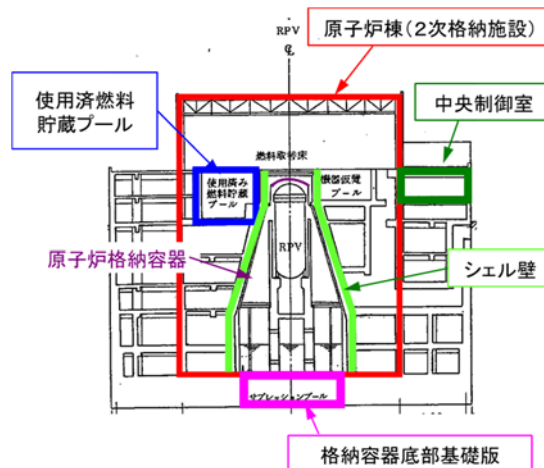 RPV
℄
原子炉棟(2次格納施設)
使用済燃料
貯蔵プール
中央制御室
燃料取替床
使用済み
燃料貯蔵
プール
機器仮置
プール
原子炉格納容器
RPV
シェル壁
サプレッションプール
格納容器底部基礎版